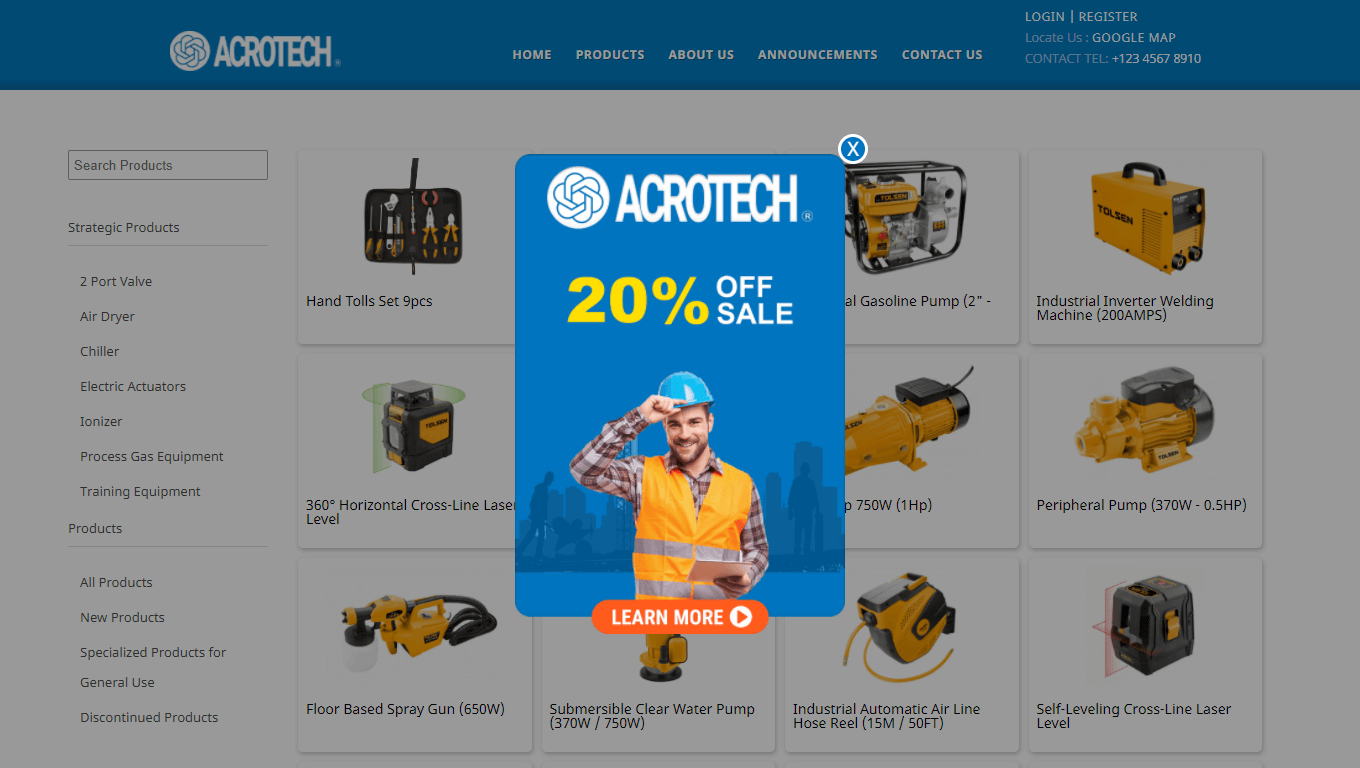 ACROTECH ®
HOME
PRODUCTS
ABOUT US
ANNOUNCEMENTS
CONTACT US
LOGIN | REGISTER
Locate Us : GOOGLE MAP
CONTACT TEL: +123 4567 8910
Search Products
Strategic Products
2 Port Valve
Air Dryer
Chiller
Electric Actuators
Ionizer
Process Gas Equipment
Training Equipment
Products
All Products
New Products
Specialized Products for
General Use
Discontinued Products
X
ACROTECH ®
20% OFF
SALE
LEARN MORE
Hand Tolls Set 9pcs
TOLSEN
al Gasoline Pump (2" -
TOLSEN
Industrial Inverter Welding
Machine (200AMPS)
TOLSEN
360° Horizontal Cross-Line Laser
Level
TOLSEN
p 750W (1Hp)
TOLSEN
Peripheral Pump (370W - 0.5HP)
Floor Based Spray Gun (650W)
Submersible Clear Water Pump
(370W / 750W)
Industrial Automatic Air Line
Hose Reel (15M / 50FT)
Self-Leveling Cross-Line Laser
Level